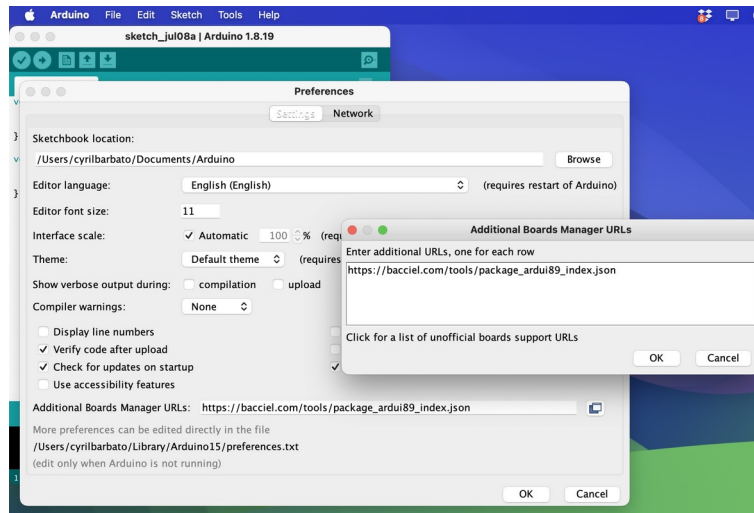 Arduino File Edit Sketch Tools Help
sketch_jul08a | Arduino 1.8.19
Preferences
Settings Network
Sketchbook location:
/Users/cyrilbarbato/Documents/Arduino Browse
Editor language: English (English) (requires restart of Arduino)
Editor font size: 11
Interface scale: Automatic 100 %
Theme: Default theme (requires
Show verbose output during: compilation upload
Compiler warnings: None
Display line numbers
Verify code after upload
Check for updates on startup
Use accessibility features
Additional Boards Manager URLs: https://bacciel.com/tools/package_ardui89_index.json
More preferences can be edited directly in the file
/Users/cyrilbarbato/Library/Arduino15/preferences.txt
(edit only when Arduino is not running)
OK Cancel
Additional Boards Manager URLs
Enter additional URLs, one for each row
https://bacciel.com/tools/package_ardui89_index.json
Click for a list of unofficial boards support URLs
OK Cancel